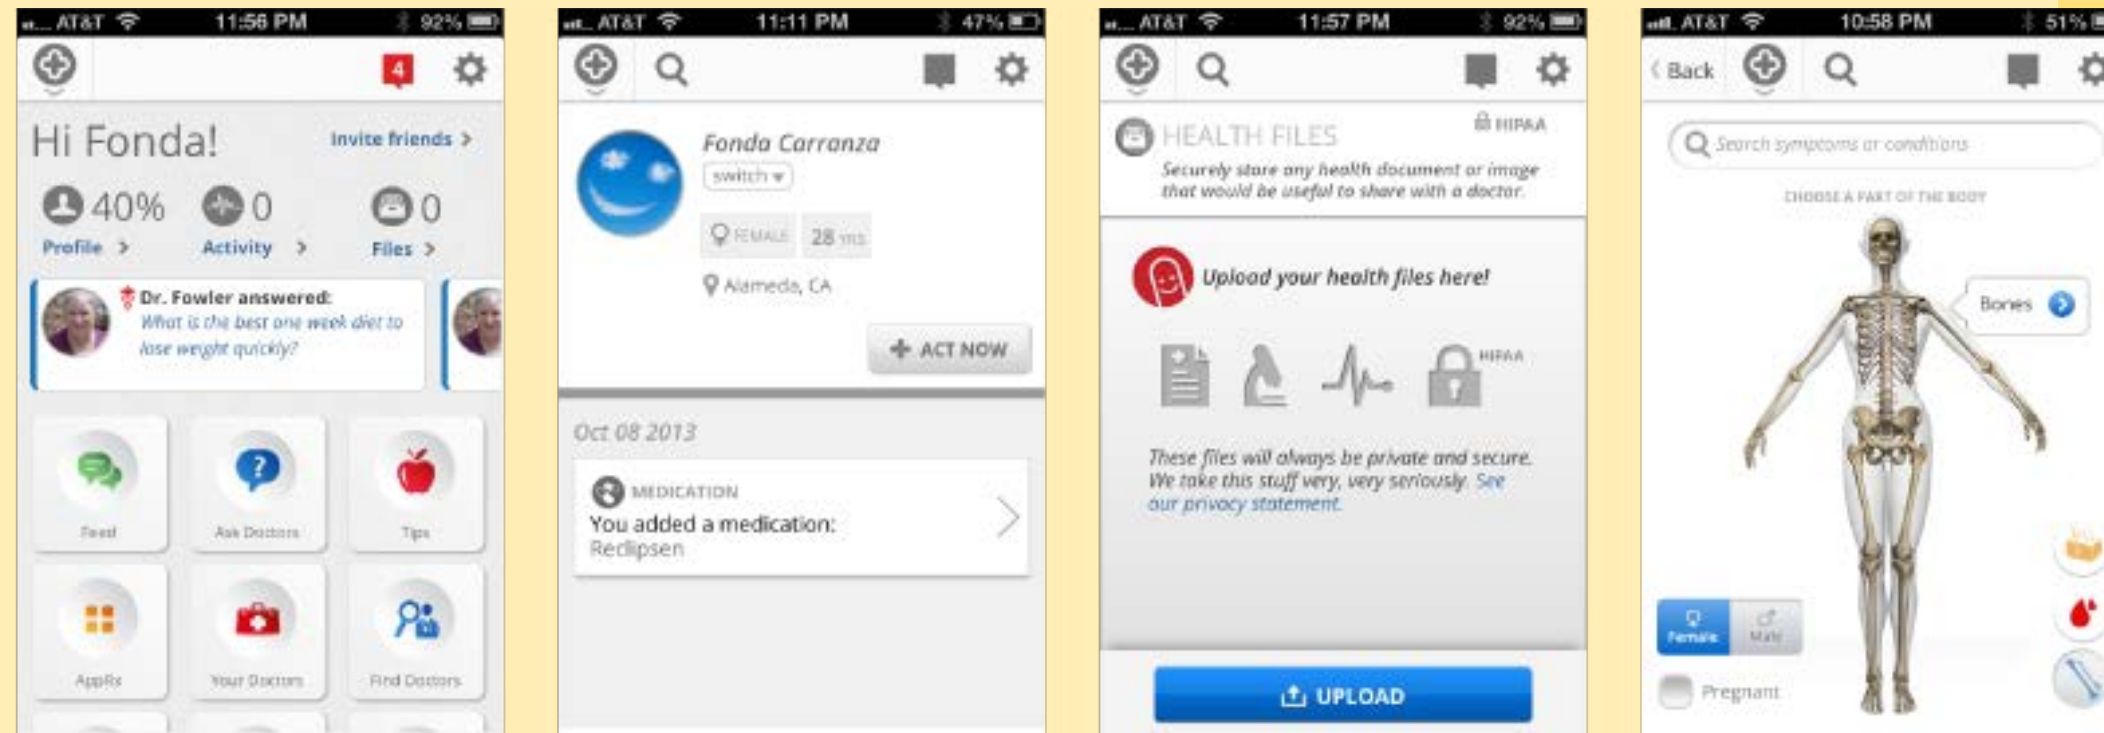 AT&T 11:56 PM 92%
4
Hi Fonda!
Invite friends >
40% 0 0
Profile > Activity > Files >
Dr. Fowler answered:
What is the best one week diet to
lose weight quickly?
Feed Ask Doctors Tips
AppRx Your Doctors Find Doctors
AT&T 11:11 PM 47%
Fonda Carranza
switch
FEMALE 28 YRS
Alameda, CA
+ ACT NOW
Oct 08 2013
MEDICATION
You added a medication:
Reclipsen
AT&T 11:57 PM 92%
HEALTH FILES HIPAA
Securely store any health document or image
that would be useful to share with a doctor.
Upload your health files here!
HIPAA
These files will always be private and secure.
We take this stuff very, very seriously. See
our privacy statement.
UPLOAD
AT&T 10:58 PM 51%
Back
Search symptoms or conditions
CHOOSE A PART OF THE BODY
Bones
Female Male
Pregnant